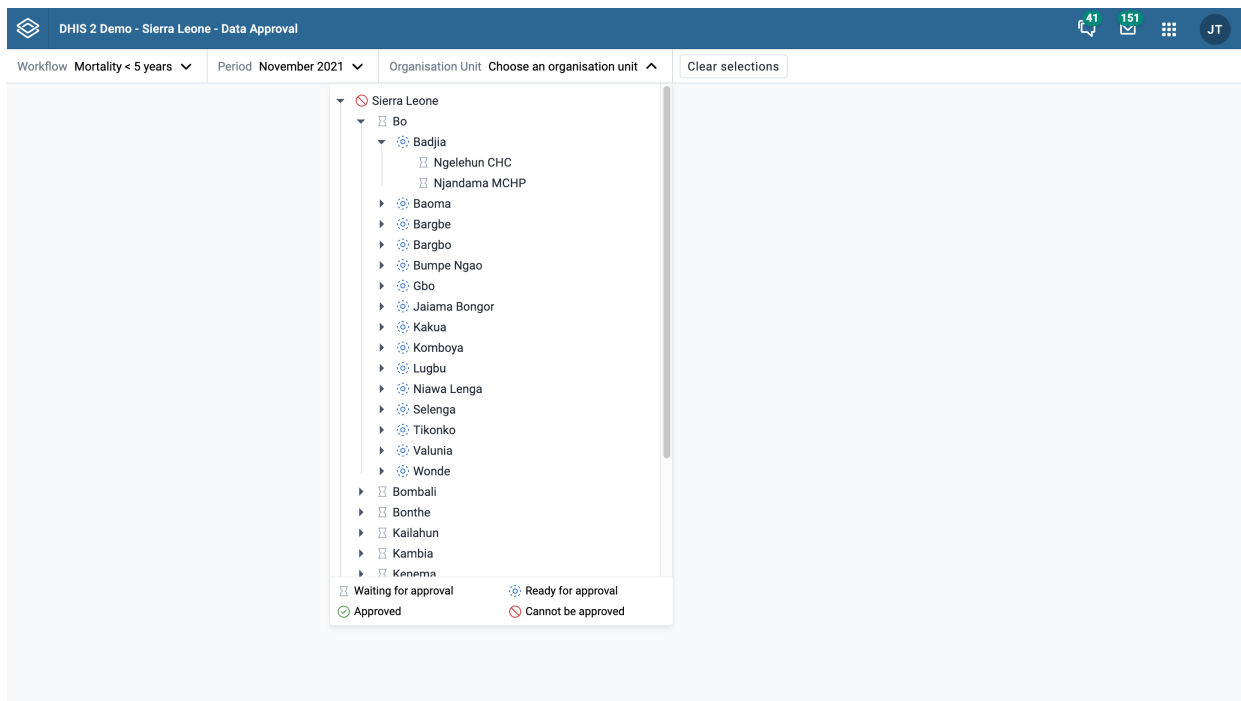 DHIS 2 Demo - Sierra Leone - Data Approval 41 151 JT
Workflow Mortality < 5 years Period November 2021 Organisation Unit Choose an organisation unit Clear selections
Sierra Leone
Bo
Badjia
Ngelehun CHC
Njandama MCHP
Baoma
Bargbe
Bargbo
Bumpe Ngao
Gbo
Jaiama Bongor
Kakua
Komboya
Lugbu
Niawa Lenga
Selenga
Tikonko
Valunia
Wonde
Bombali
Bonthe
Kailahun
Kambia
Kenema
Waiting for approval Ready for approval
Approved Cannot be approved